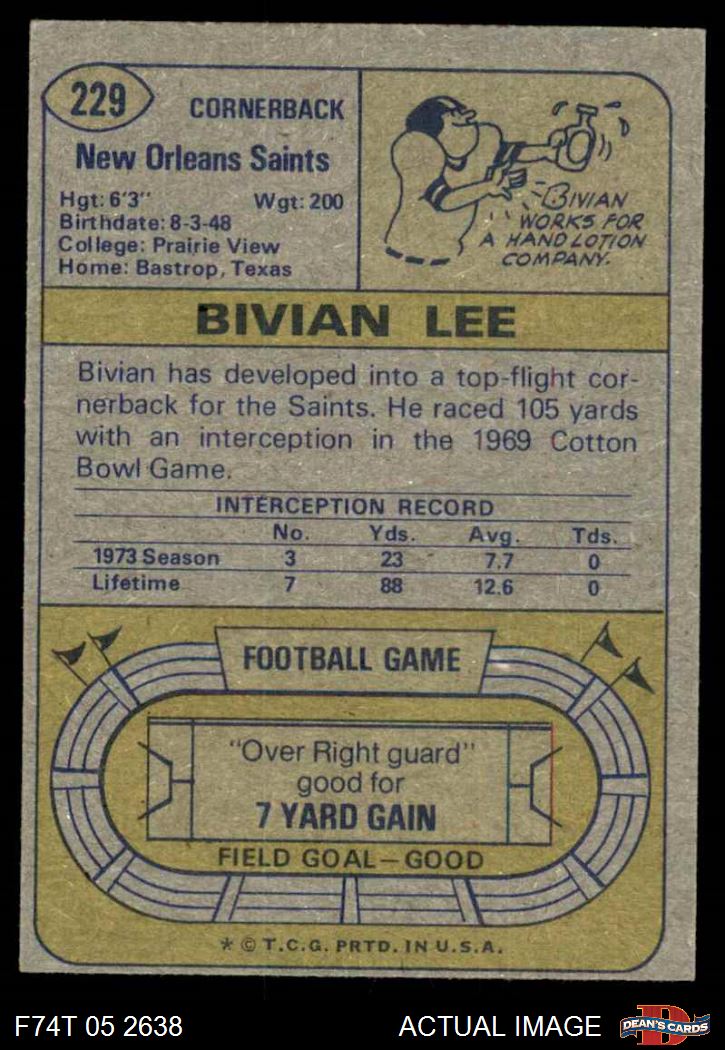 229
CORNERBACK
New Orleans Saints
Hgt: 6'3" Wgt: 200
Birthdate: 8-3-48
College: Prairie View
Home: Bastrop, Texas
BIVIAN
WORKS FOR
A HAND LOTION
COMPANY.
BIVIAN LEE
Bivian has developed into a top-flight cor-
nerback for the Saints. He raced 105 yards
with an interception in the 1969 Cotton
Bowl Game.
INTERCEPTION RECORD
No. Yds. Avg. Tds.
1973 Season 3 23 7.7 0
Lifetime 7 88 12.6 0
FOOTBALL GAME
"Over Right guard"
good for
7 YARD GAIN
FIELD GOAL—GOOD
* © T.C.G. PRTD. IN U.S.A.
F74T 05 2638 ACTUAL IMAGE
D
DEAN'S CARDS